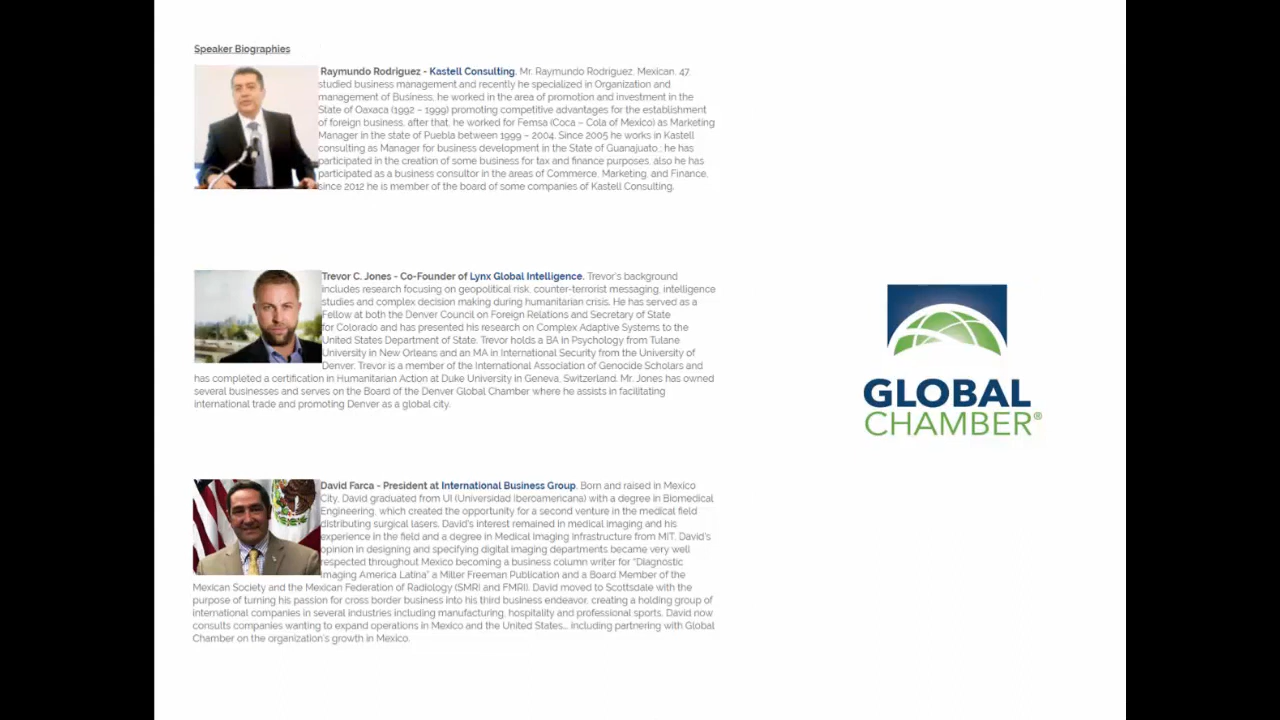 Speaker Biographies
Raymundo Rodriguez - Kastell Consulting. Mr. Raymundo Rodriguez, Mexican, 47,
studied business management and recently he specialized in Organization and
management of Business, he worked in the area of promotion and investment in the
State of Oaxaca (1992 – 1999) promoting competitive advantages for the establishment
of foreign business, after that, he worked for Femsa (Coca – Cola of Mexico) as Marketing
Manager in the state of Puebla between 1999 – 2004. Since 2005 he works in Kastell
consulting as Manager for business development in the State of Guanajuato.; he has
participated in the creation of some business for tax and finance purposes, also he has
participated as a business consultor in the areas of Commerce, Marketing, and Finance,
since 2012 he is member of the board of some companies of Kastell Consulting.
Trevor C. Jones - Co-Founder of Lynx Global Intelligence. Trevor's background
includes research focusing on geopolitical risk, counter-terrorist messaging, intelligence
studies and complex decision making during humanitarian crisis. He has served as a
Fellow at both the Denver Council on Foreign Relations and Secretary of State
for Colorado and has presented his research on Complex Adaptive Systems to the
United States Department of State. Trevor holds a BA in Psychology from Tulane
University in New Orleans and an MA in International Security from the University of
Denver. Trevor is a member of the International Association of Genocide Scholars and
has completed a certification in Humanitarian Action at Duke University in Geneva, Switzerland. Mr. Jones has owned
several businesses and serves on the Board of the Denver Global Chamber where he assists in facilitating
international trade and promoting Denver as a global city.
GLOBAL
CHAMBER®
David Farca - President at International Business Group. Born and raised in Mexico
City, David graduated from UI (Universidad Iberoamericana) with a degree in Biomedical
Engineering, which created the opportunity for a second venture in the medical field
distributing surgical lasers. David's interest remained in medical imaging and his
experience in the field and a degree in Medical Imaging infrastructure from MIT. David's
opinion in designing and specifying digital imaging departments became very well
respected throughout Mexico becoming a business column writer for "Diagnostic
Imaging America Latina" a Miller Freeman Publication and a Board Member of the
Mexican Society and the Mexican Federation of Radiology (SMRI and FMRI). David moved to Scottsdale with the
purpose of turning his passion for cross border business into his third business endeavor, creating a holding group of
international companies in several industries including manufacturing, hospitality and professional sports. David now
consults companies wanting to expand operations in Mexico and the United States... including partnering with Global
Chamber on the organization's growth in Mexico.